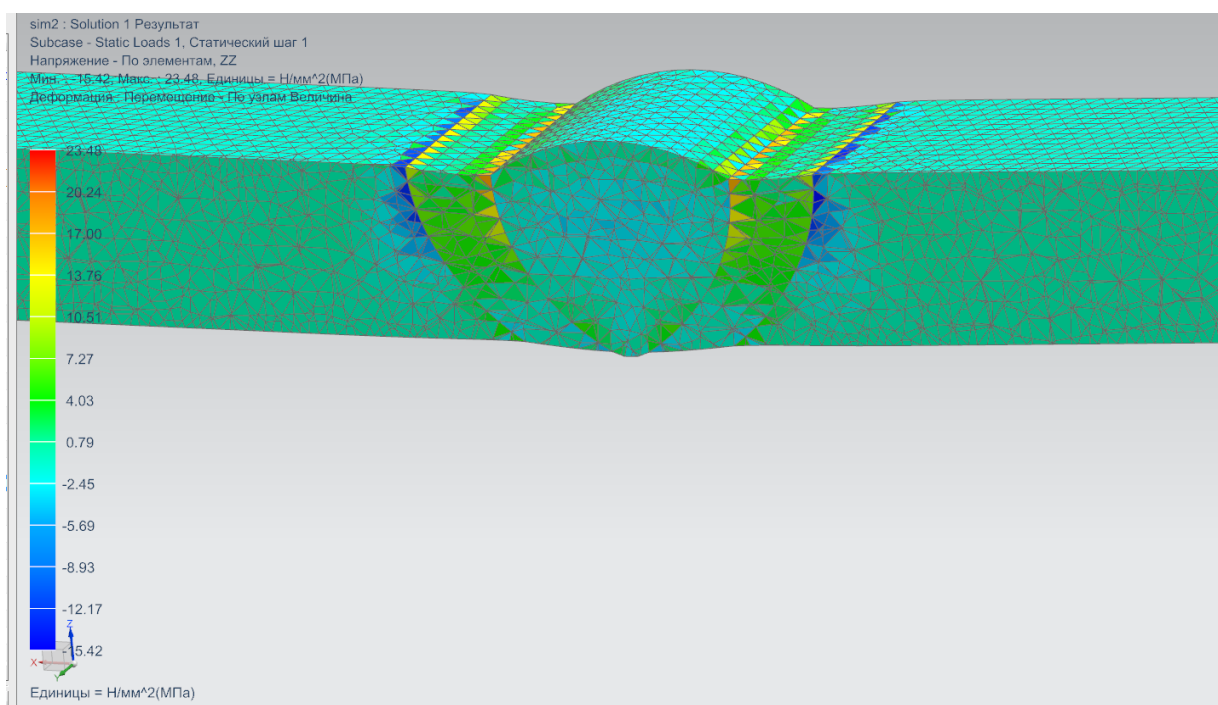 sim2 : Solution 1 Результат
Subcase - Static Loads 1, Статический шаг 1
Напряжение - По элементам, ZZ
Мин. : -15.42, Макс. : 23.48, Единицы = Н/мм^2(МПа)
Деформация : Перемещение - По узлам Величина
23.48
20.24
17.00
13.76
10.51
7.27
4.03
0.79
-2.45
-5.69
-8.93
-12.17
-15.42
Z
X
Y
Единицы = Н/мм^2(МПа)